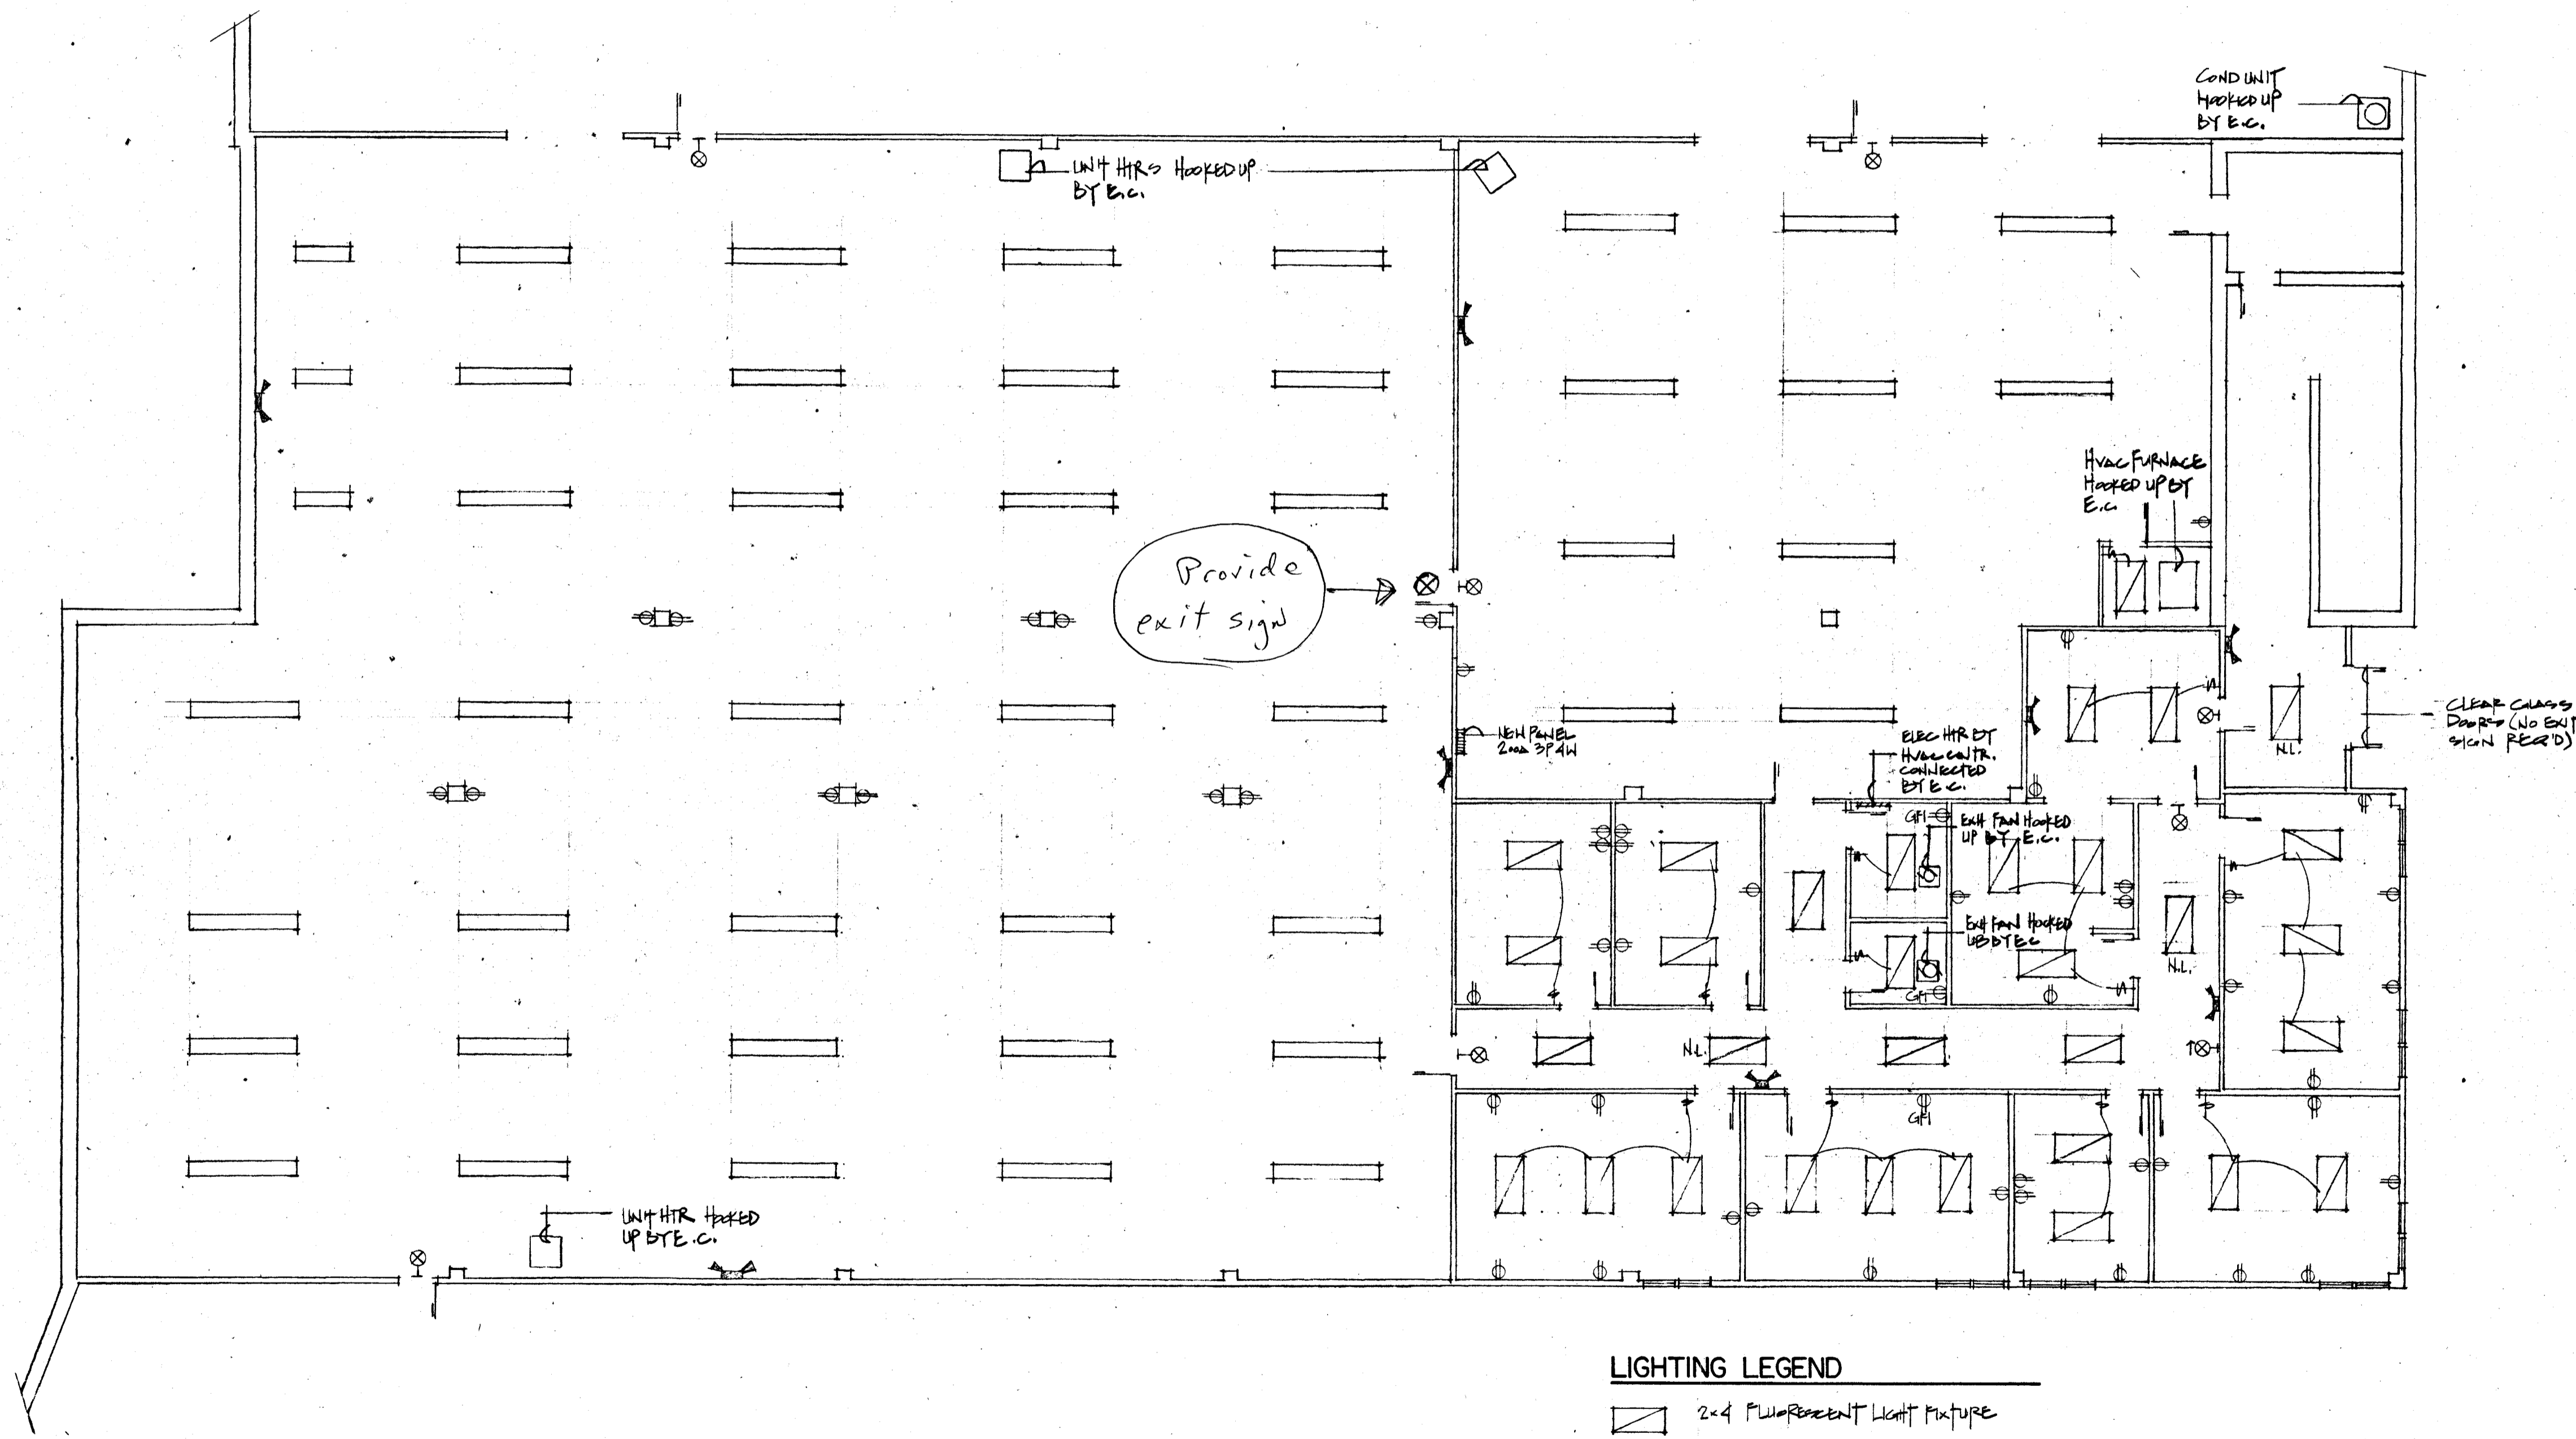 COND UNIT
HOOKED UP
BY E.C.
UNIT HTRS HOOKED UP
BY E.C.
HVAC FURNACE
HOOKED UP BY
E.C.
Provide
exit sign
NEW PANEL
200A 3P 4W
ELEC HTR BY
HVAC CONTR.
CONNECTED
BY E.C.
CLEAR GLASS
DOORS (NO EXIT
SIGN REQ'D)
N.L.
GFI
EXH FAN HOOKED
UP BY E.C.
EXH FAN HOOKED
UP BY E.C
N.L.
GFI
N.L.
GFI
UNIT HTR HOOKED
UP BY E.C.
LIGHTING LEGEND
2x4 FLUORESCENT LIGHT FIXTURE